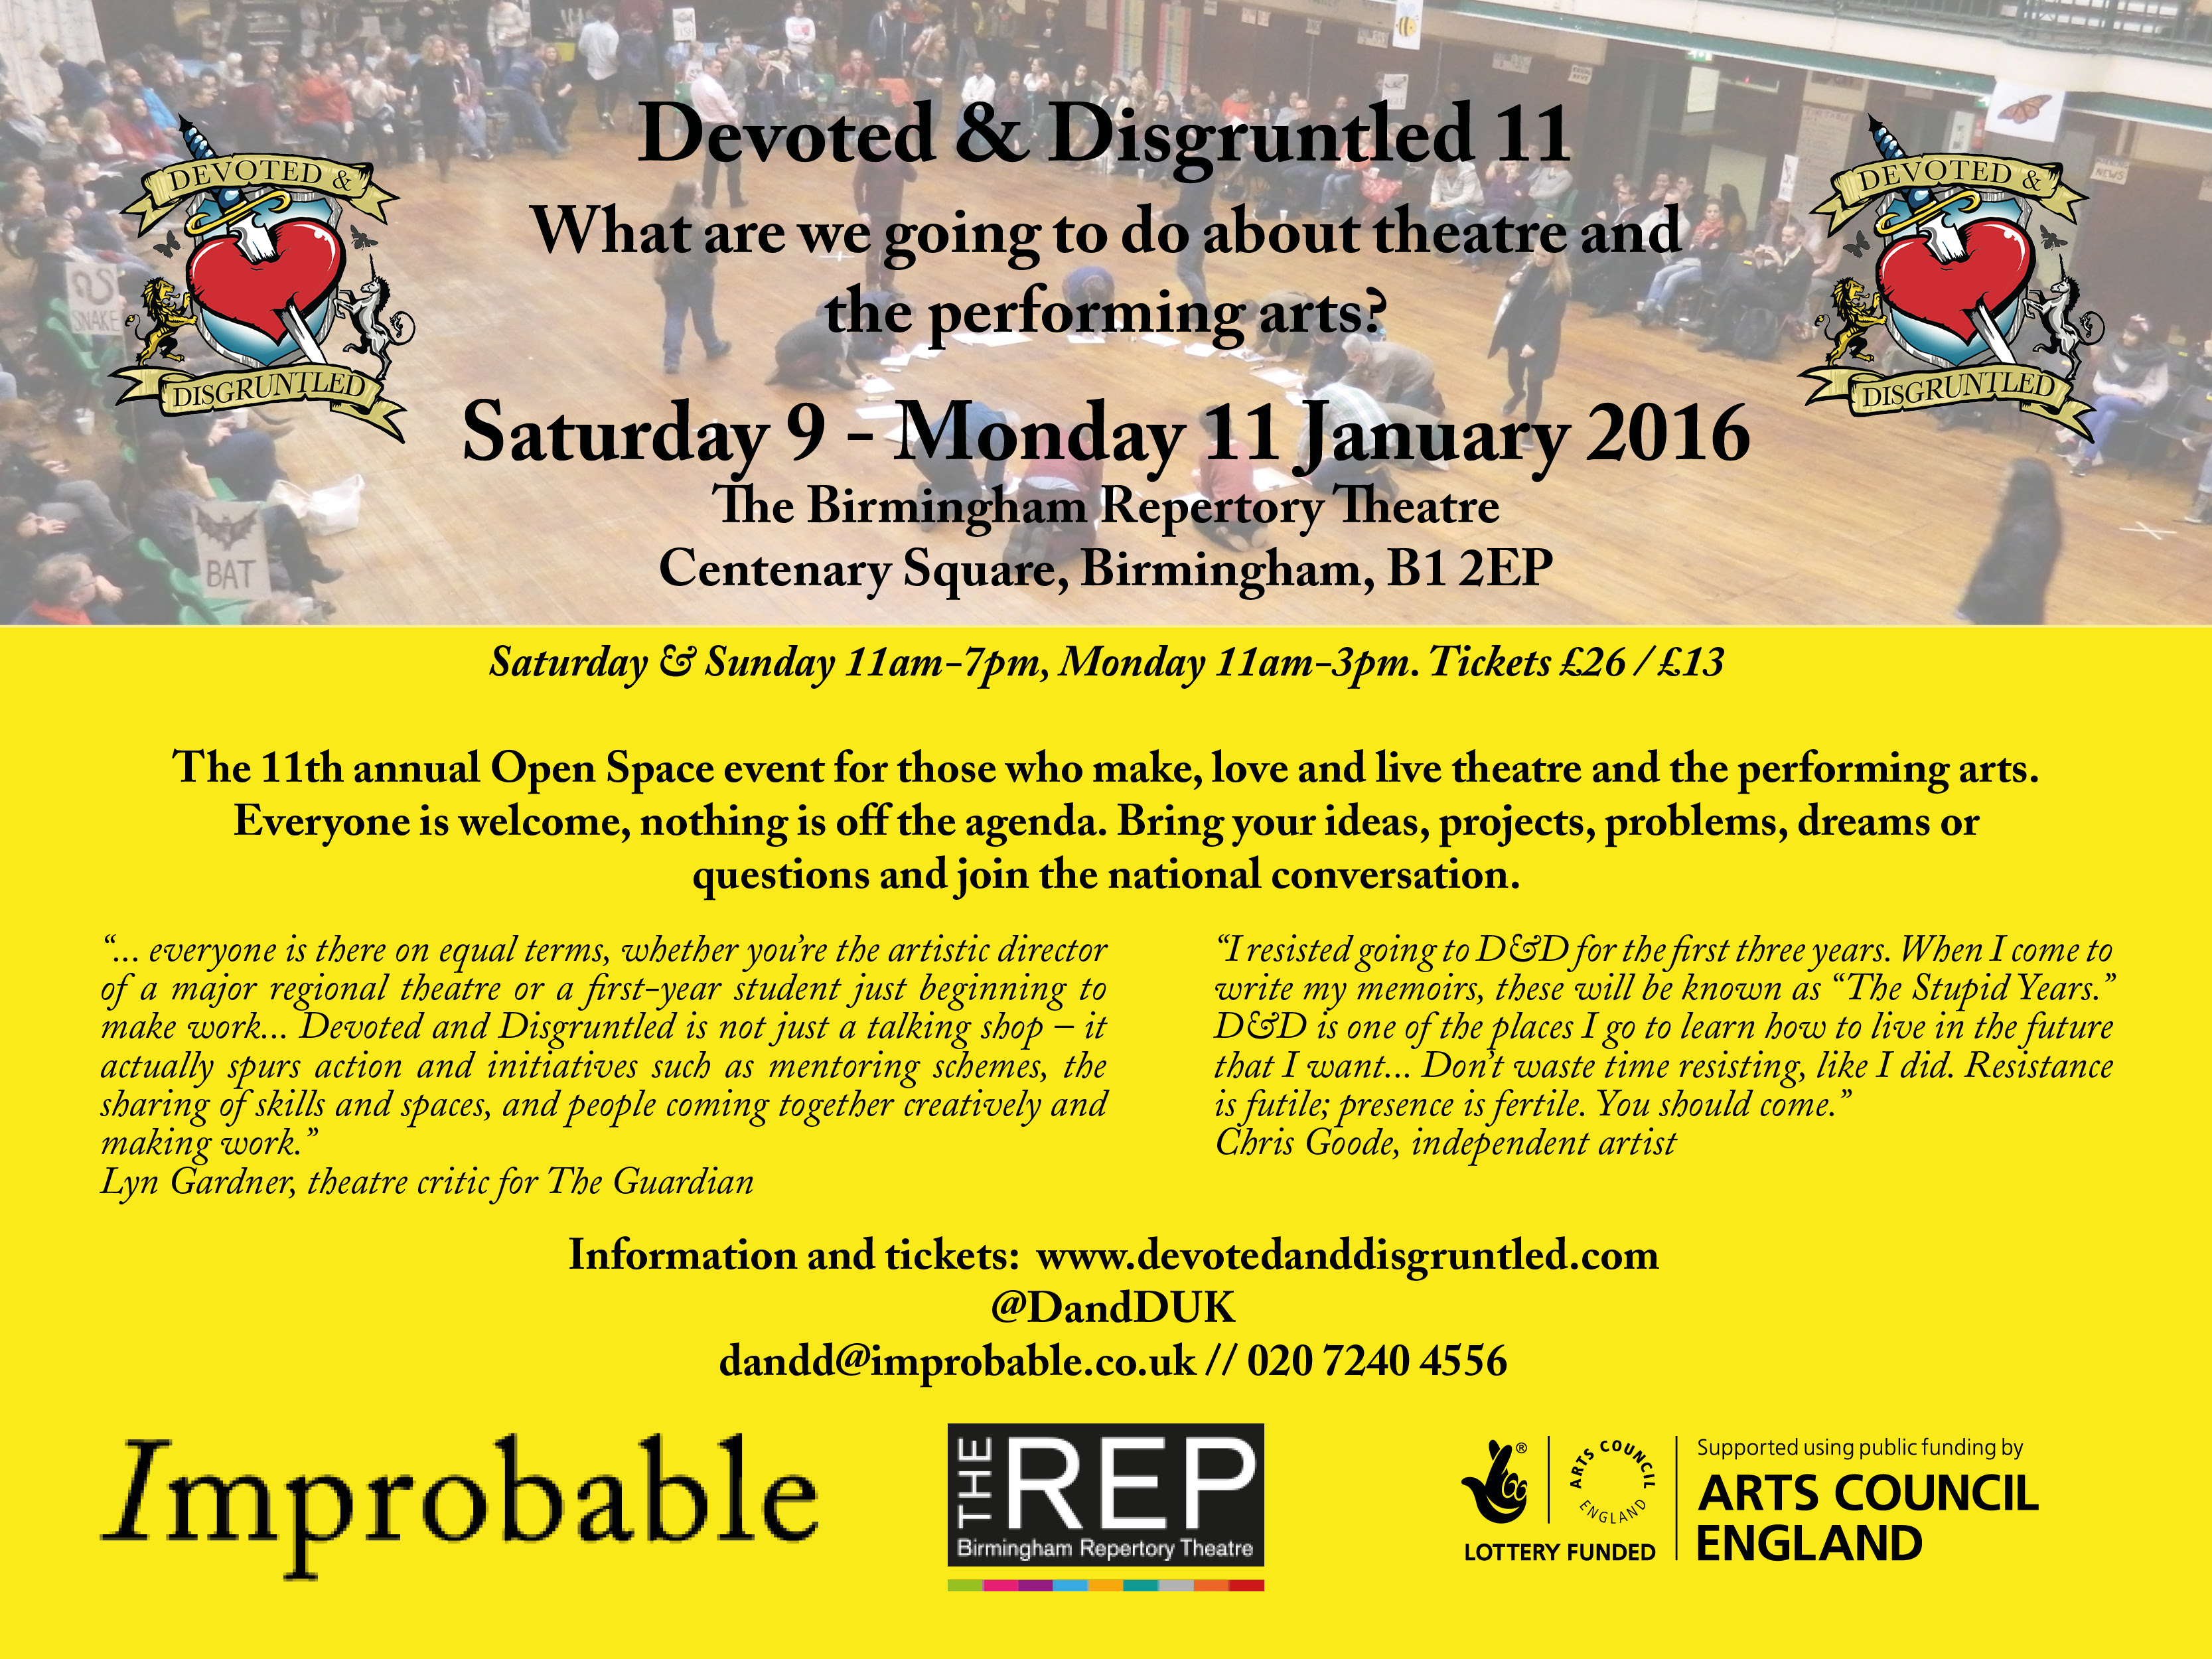 Devoted & Disgruntled 11
What are we going to do about theatre and
the performing arts?
DEVOTED &
DISGRUNTLED
DEVOTED &
DISGRUNTLED
SNAKE
BAT
NEWS
Saturday 9 - Monday 11 January 2016
The Birmingham Repertory Theatre
Centenary Square, Birmingham, B1 2EP
Saturday & Sunday 11am-7pm, Monday 11am-3pm. Tickets £26 / £13
The 11th annual Open Space event for those who make, love and live theatre and the performing arts.
Everyone is welcome, nothing is off the agenda. Bring your ideas, projects, problems, dreams or
questions and join the national conversation.
“... everyone is there on equal terms, whether you’re the artistic director
of a major regional theatre or a first-year student just beginning to
make work... Devoted and Disgruntled is not just a talking shop – it
actually spurs action and initiatives such as mentoring schemes, the
sharing of skills and spaces, and people coming together creatively and
making work.”
Lyn Gardner, theatre critic for The Guardian
“I resisted going to D&D for the first three years. When I come to
write my memoirs, these will be known as “The Stupid Years.”
D&D is one of the places I go to learn how to live in the future
that I want... Don’t waste time resisting, like I did. Resistance
is futile; presence is fertile. You should come.”
Chris Goode, independent artist
Information and tickets:  www.devotedanddisgruntled.com
@DandDUK
dandd@improbable.co.uk // 020 7240 4556
Improbable
THE REP
Birmingham Repertory Theatre
®
LOTTERY FUNDED
ARTS COUNCIL
ENGLAND
Supported using public funding by
ARTS COUNCIL
ENGLAND